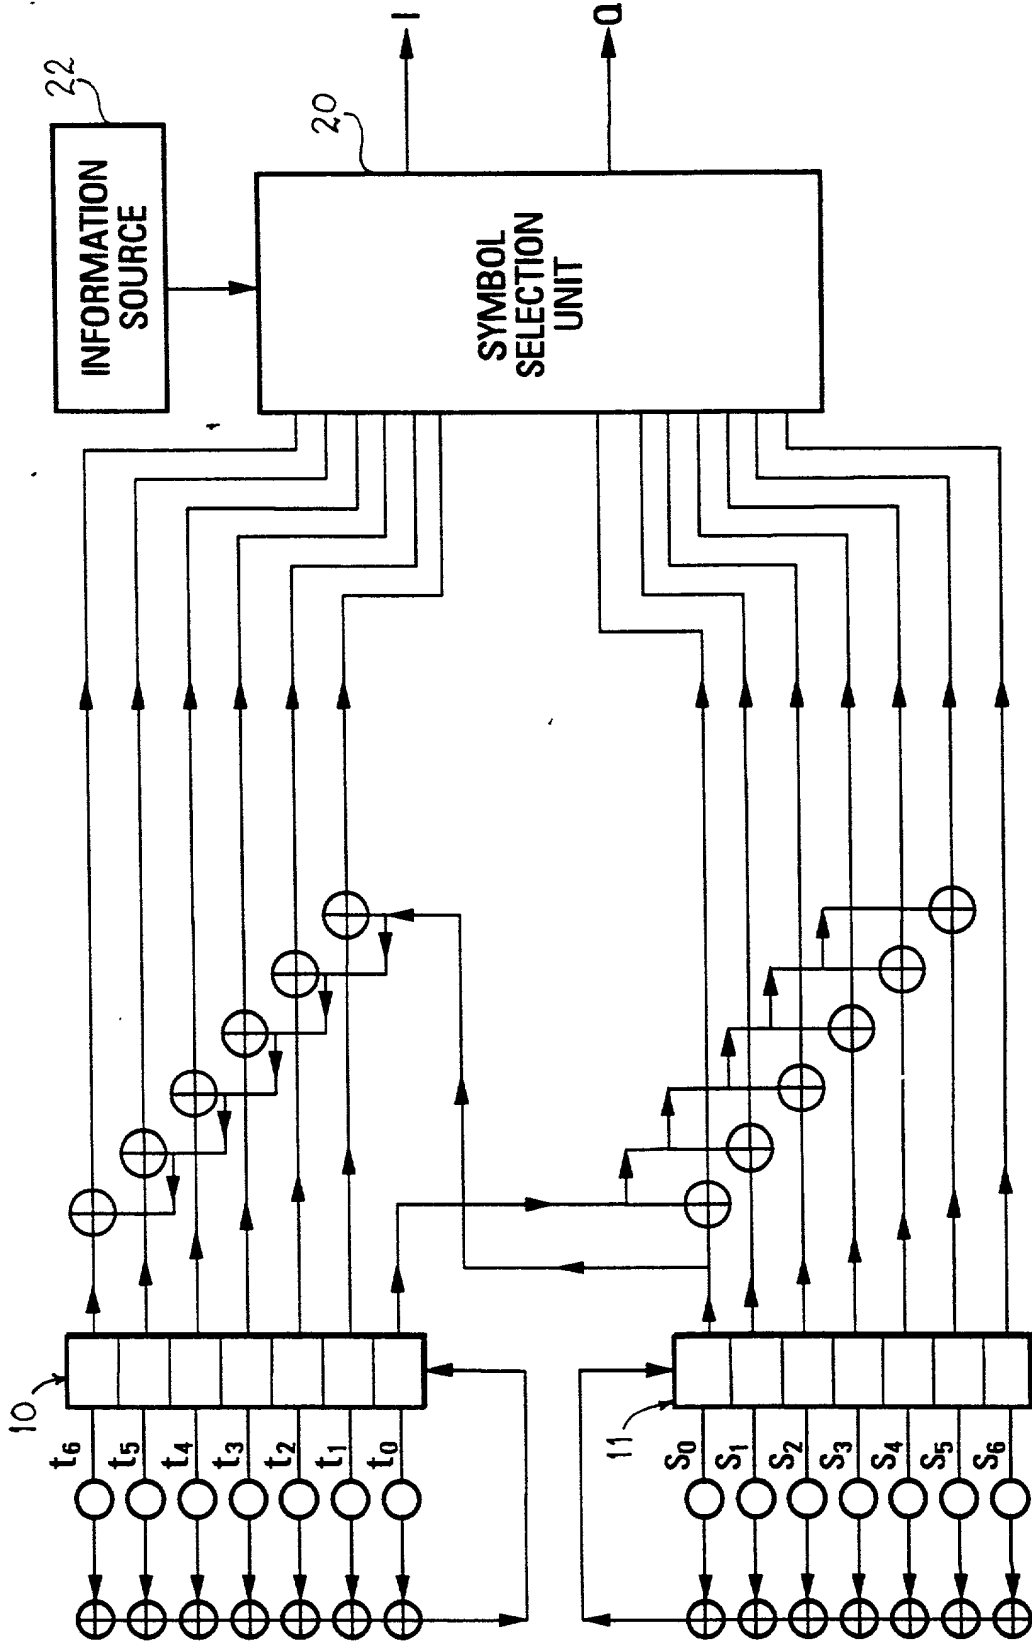 INFORMATION
SOURCE
22
SYMBOL
SELECTION
UNIT
20
I
Q
10
t6
t5
t4
t3
t2
t1
t0
11
S0
S1
S2
S3
S4
S5
S6